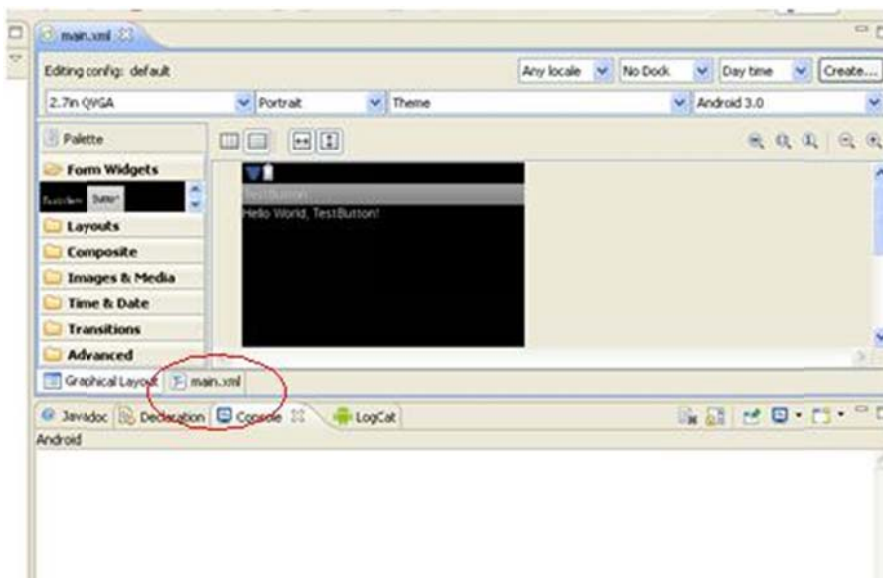 main.xml
Editing config: default
Any locale
No Dock
Day time
Create...
2.7in QVGA
Portrait
Theme
Android 3.0
Palette
Form Widgets
Button
Layouts
Composite
Images & Media
Time & Date
Transitions
Advanced
TestButton
Hello World, TestButton!
Graphical Layout
main.xml
Javadoc
Declaration
Console
LogCat
Android